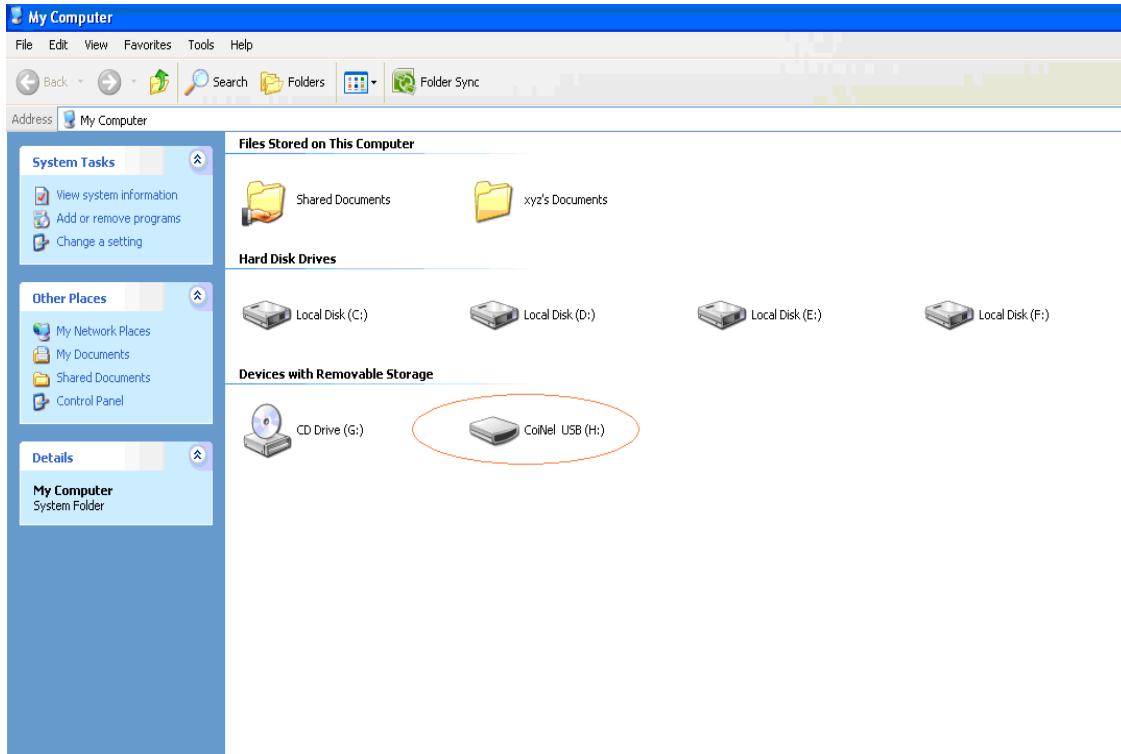 My Computer
File Edit View Favorites Tools Help
Back Search Folders Folder Sync
Address My Computer
System Tasks
View system information
Add or remove programs
Change a setting
Other Places
My Network Places
My Documents
Shared Documents
Control Panel
Details
My Computer
System Folder
Files Stored on This Computer
Shared Documents xyz's Documents
Hard Disk Drives
Local Disk (C:) Local Disk (D:) Local Disk (E:) Local Disk (F:)
Devices with Removable Storage
CD Drive (G:) CoiNel USB (H:)